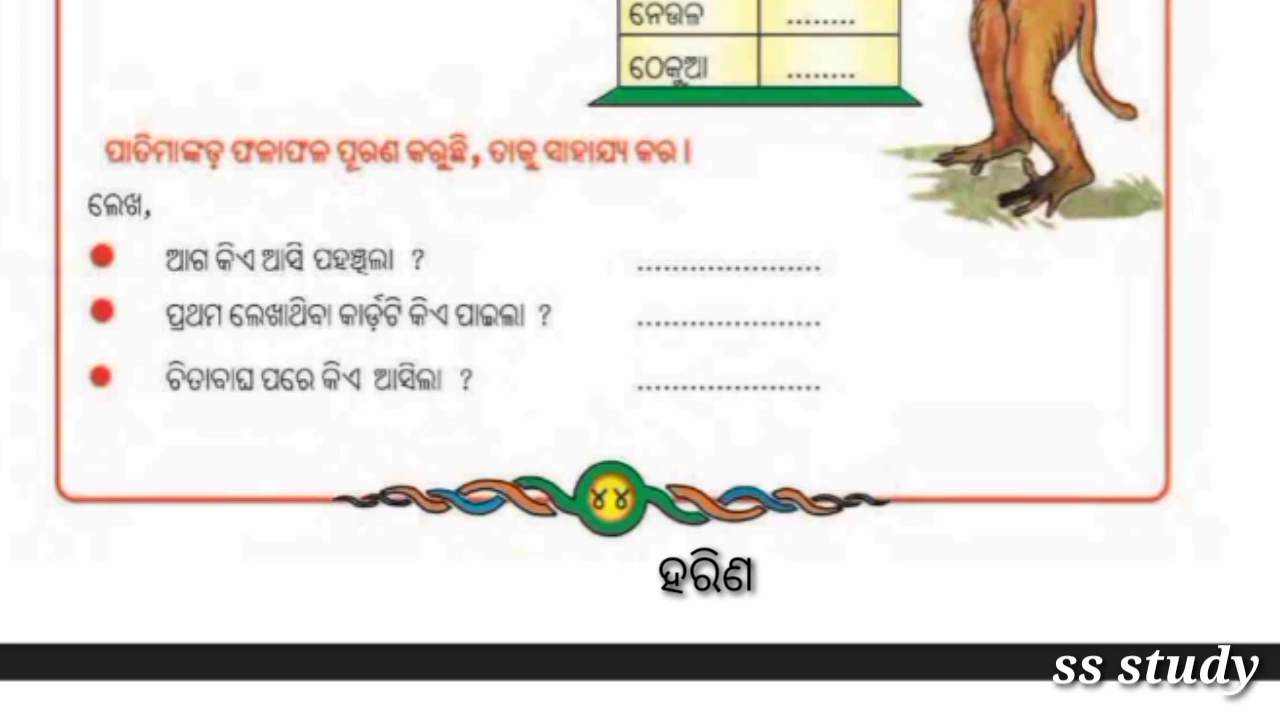 ନେଉଳ ........
ଠେକୁଆ ........
ପାତିମାଙ୍କଡ଼ ଫଳାଫଳ ପୂରଣ କରୁଛି, ତାକୁ ସାହାଯ୍ୟ କର।
ଲେଖ,
ଆଗ କିଏ ଆସି ପହଞ୍ଚିଲା ? .....................
ପ୍ରଥମ ଲେଖାଥିବା କାର୍ଡ଼ଟି କିଏ ପାଇଲା ? .....................
ଚିତାବାଘ ପରେ କିଏ ଆସିଲା ? .....................
୪୪
ହରିଣ
ss study